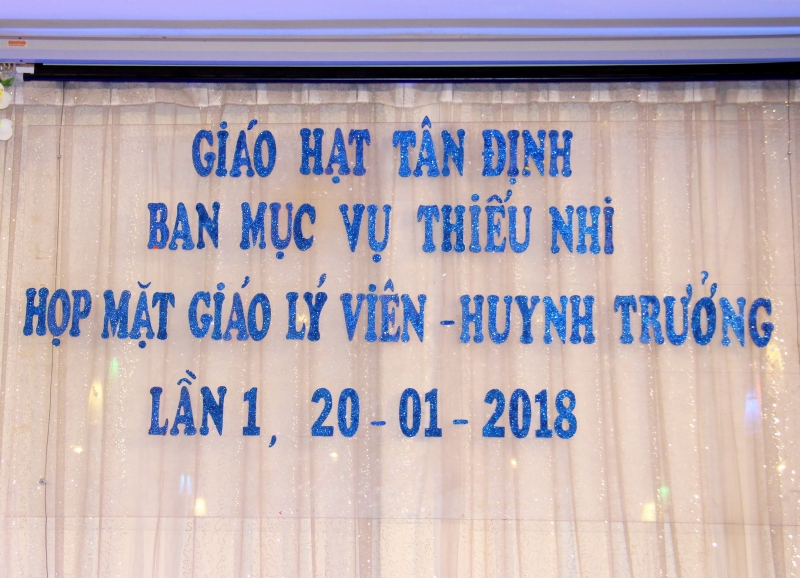 GIÁO HẠT TÂN ĐỊNH
BAN MỤC VỤ THIẾU NHI
HỌP MẶT GIÁO LÝ VIÊN - HUYNH TRƯỞNG
LẦN 1, 20 - 01 - 2018